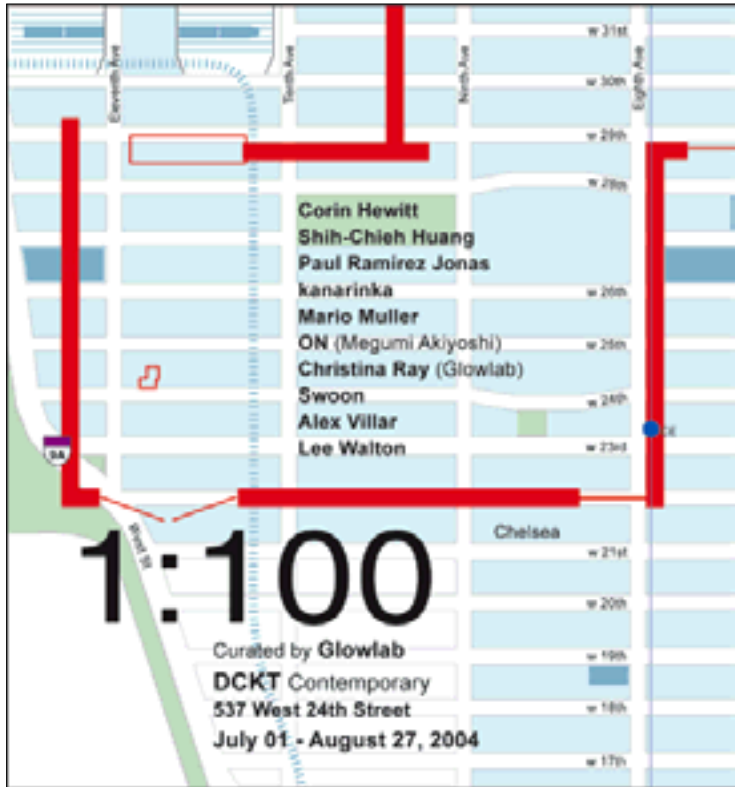 w 31st
w 30th
Eleventh Ave
Tenth Ave
Ninth Ave
Eighth Ave
w 29th
w 28th
Corin Hewitt
Shih-Chieh Huang
Paul Ramirez Jonas
kanarinka
w 26th
Mario Muller
ON (Megumi Akiyoshi)
w 25th
Christina Ray (Glowlab)
Swoon
w 24th
Alex Villar
CE
Lee Walton
w 23rd
9A
Chelsea
West St
w 21st
1:100
w 20th
Curated by Glowlab
w 19th
DCKT Contemporary
537 West 24th Street
w 18th
July 01 - August 27, 2004
w 17th